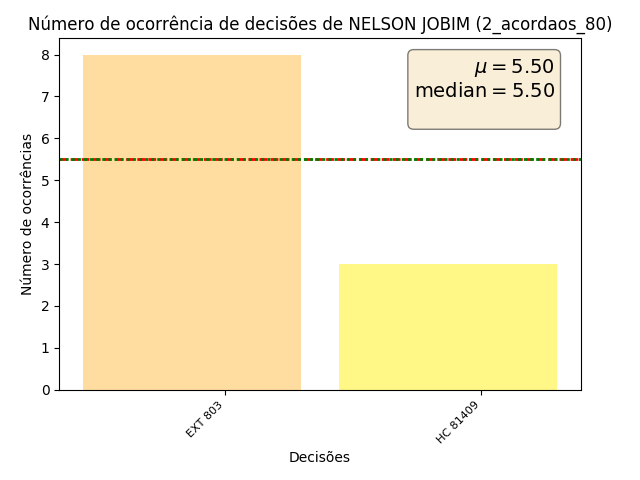 Número de ocorrência de decisões de NELSON JOBIM (2_acordaos_80)
μ = 5.50
median = 5.50
8
7
6
5
4
3
2
1
0
Número de ocorrências
EXT 803
HC 81409
Decisões